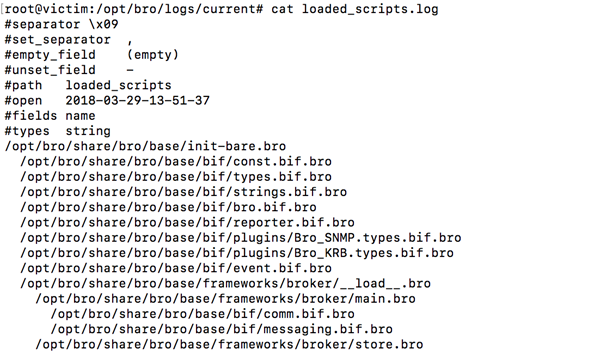 [root@victim:/opt/bro/logs/current# cat loaded_scripts.log
#separator \x09
#set_separator	,
#empty_field	(empty)
#unset_field	-
#path	loaded_scripts
#open	2018-03-29-13-51-37
#fields	name
#types	string
/opt/bro/share/bro/base/init-bare.bro
  /opt/bro/share/bro/base/bif/const.bif.bro
  /opt/bro/share/bro/base/bif/types.bif.bro
  /opt/bro/share/bro/base/bif/strings.bif.bro
  /opt/bro/share/bro/base/bif/bro.bif.bro
  /opt/bro/share/bro/base/bif/reporter.bif.bro
  /opt/bro/share/bro/base/bif/plugins/Bro_SNMP.types.bif.bro
  /opt/bro/share/bro/base/bif/plugins/Bro_KRB.types.bif.bro
  /opt/bro/share/bro/base/bif/event.bif.bro
  /opt/bro/share/bro/base/frameworks/broker/__load__.bro
    /opt/bro/share/bro/base/frameworks/broker/main.bro
      /opt/bro/share/bro/base/bif/comm.bif.bro
      /opt/bro/share/bro/base/bif/messaging.bif.bro
    /opt/bro/share/bro/base/frameworks/broker/store.bro